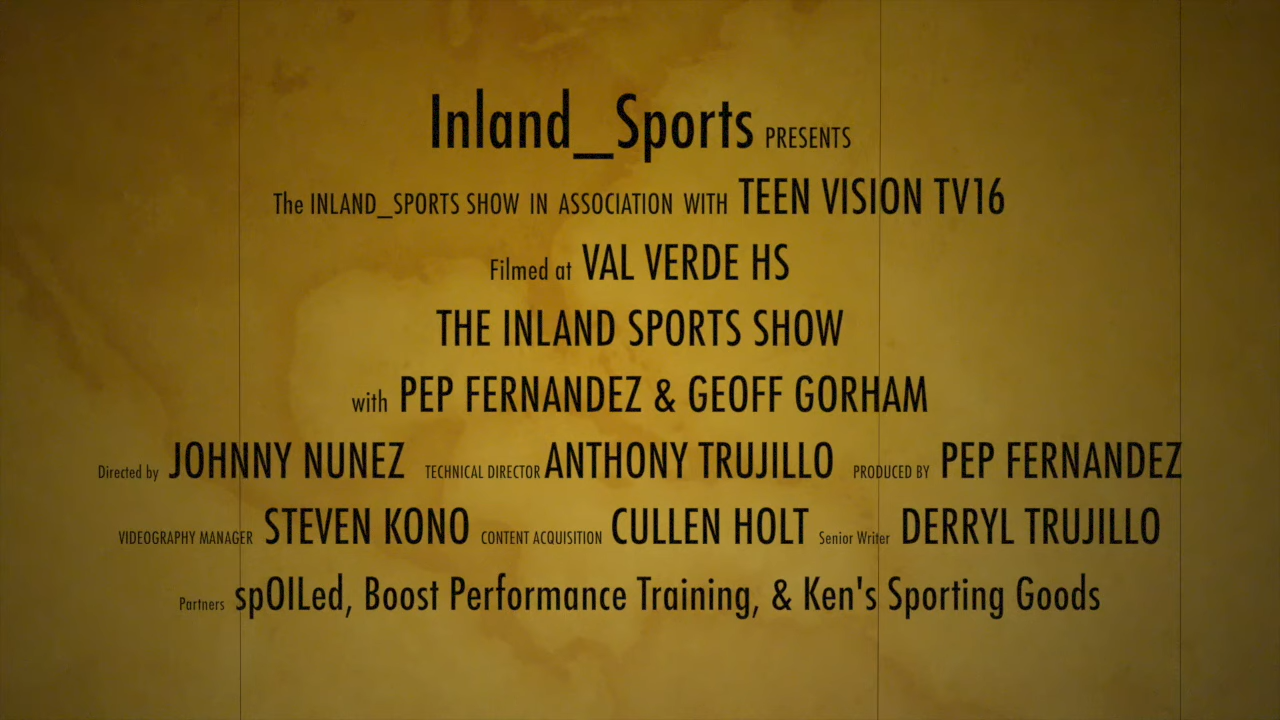 Inland_Sports PRESENTS
The INLAND_SPORTS SHOW IN ASSOCIATION WITH TEEN VISION TV16
Filmed at VAL VERDE HS
THE INLAND SPORTS SHOW
with PEP FERNANDEZ & GEOFF GORHAM
Directed by JOHNNY NUNEZ TECHNICAL DIRECTOR ANTHONY TRUJILLO PRODUCED BY PEP FERNANDEZ
VIDEOGRAPHY MANAGER STEVEN KONO CONTENT ACQUISITION CULLEN HOLT Senior Writer DERRYL TRUJILLO
Partners spOILed, Boost Performance Training, & Ken's Sporting Goods